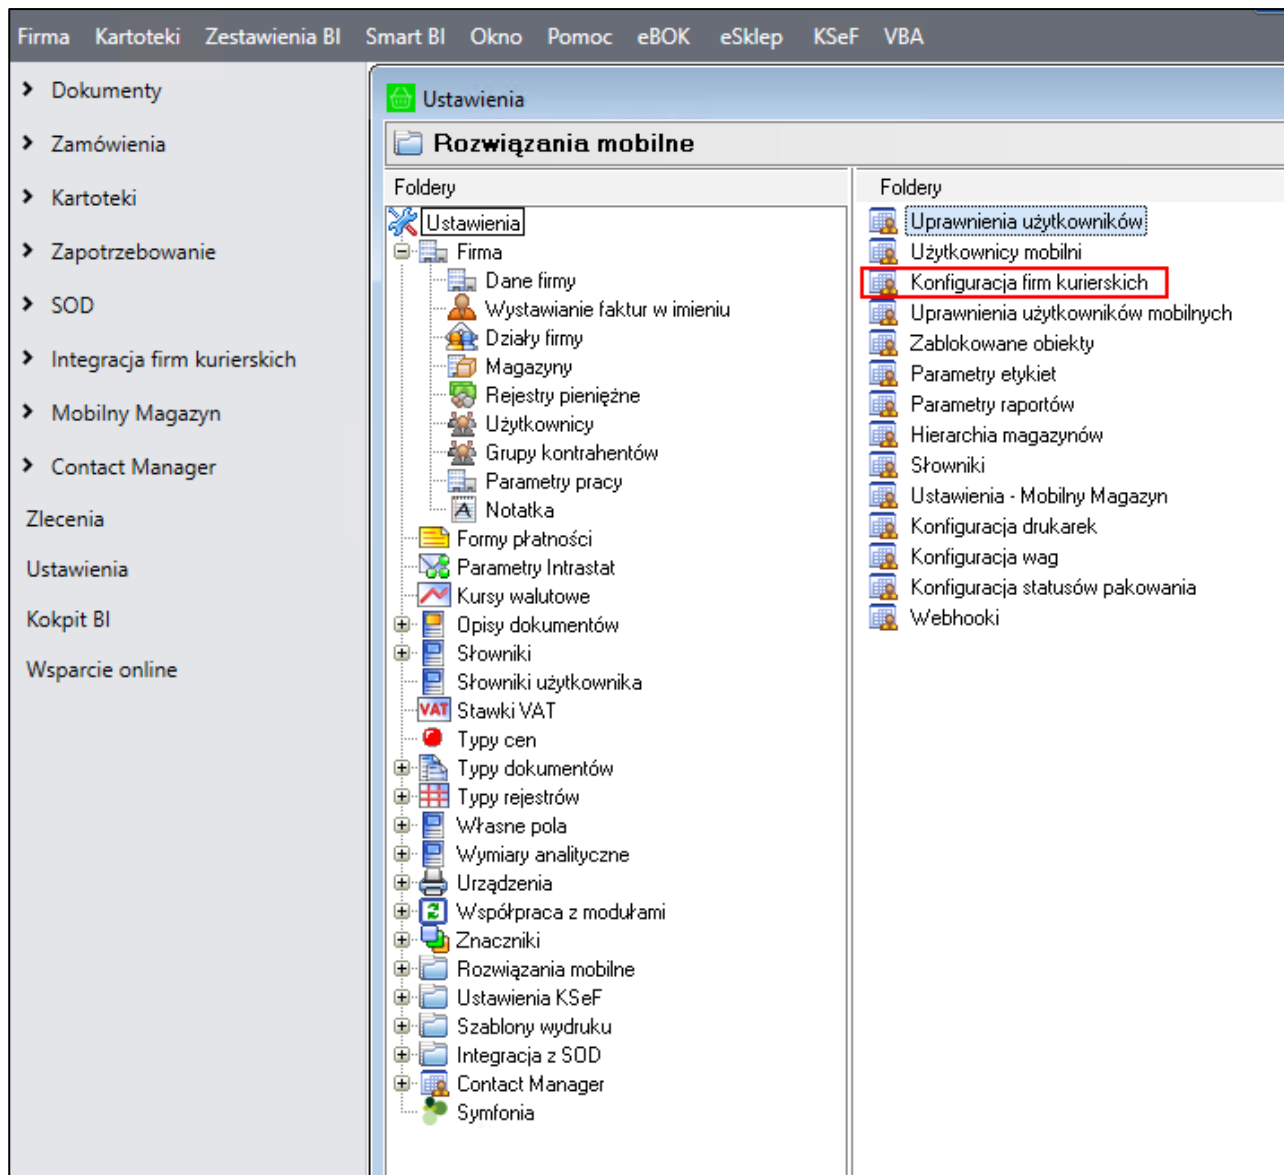 Firma Kartoteki Zestawienia BI Smart BI Okno Pomoc eBOK eSklep KSeF VBA
Dokumenty
Zamówienia
Kartoteki
Zapotrzebowanie
SOD
Integracja firm kurierskich
Mobilny Magazyn
Contact Manager
Zlecenia
Ustawienia
Kokpit BI
Wsparcie online
Ustawienia
Rozwiązania mobilne
Foldery
Ustawienia
Firma
Dane firmy
Wystawianie faktur w imieniu
Działy firmy
Magazyny
Rejestry pieniężne
Użytkownicy
Grupy kontrahentów
Parametry pracy
Notatka
Formy płatności
Parametry Intrastat
Kursy walutowe
Opisy dokumentów
Słowniki
Słowniki użytkownika
VAT Stawki VAT
Typy cen
Typy dokumentów
Typy rejestrów
Własne pola
Wymiary analityczne
Urządzenia
Współpraca z modułami
Znaczniki
Rozwiązania mobilne
Ustawienia KSeF
Szablony wydruku
Integracja z SOD
Contact Manager
Symfonia
Foldery
Uprawnienia użytkowników
Użytkownicy mobilni
Konfiguracja firm kurierskich
Uprawnienia użytkowników mobilnych
Zablokowane obiekty
Parametry etykiet
Parametry raportów
Hierarchia magazynów
Słowniki
Ustawienia - Mobilny Magazyn
Konfiguracja drukarek
Konfiguracja wag
Konfiguracja statusów pakowania
Webhooki